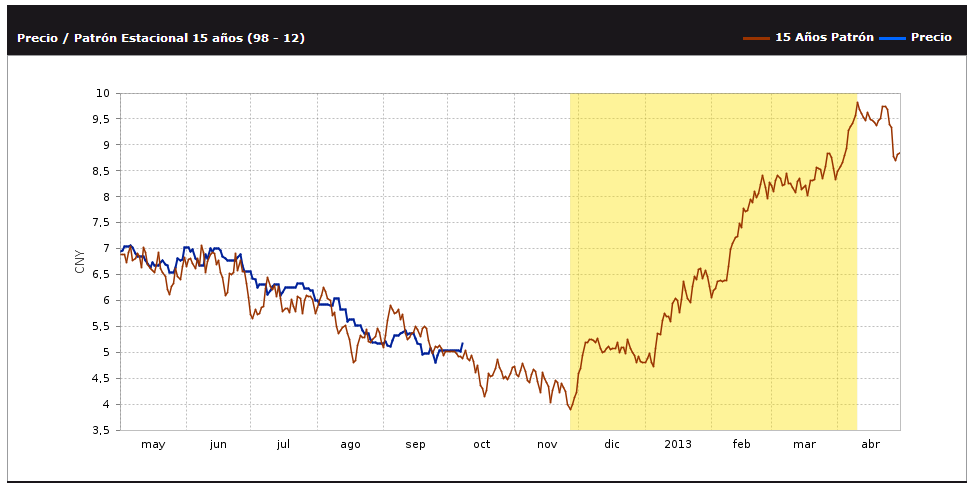 Precio / Patrón Estacional 15 años (98 - 12)
15 Años Patrón
Precio
10
9.5
9
8.5
8
7.5
7
6.5
6
5.5
5
4.5
4
3.5
CNY
may jun jul ago sep oct nov dic 2013 feb mar abr